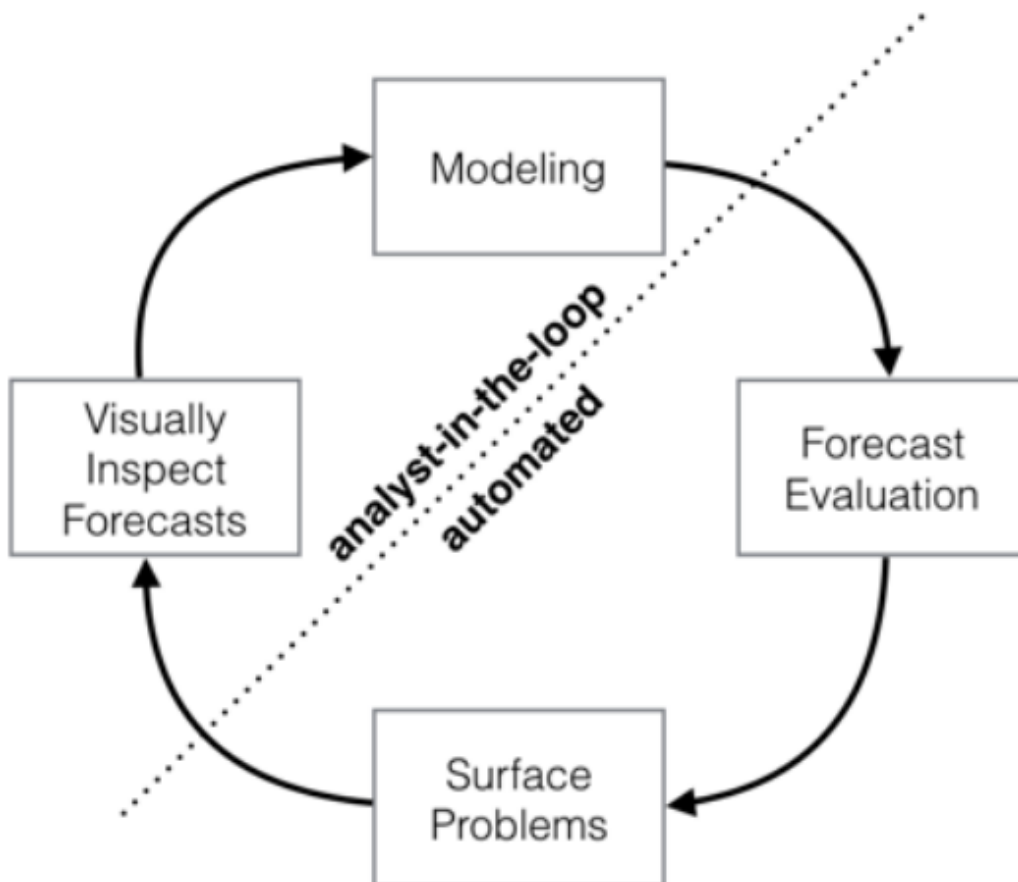 Modeling
analyst-in-the-loop
automated
Visually
Inspect
Forecasts
Forecast
Evaluation
Surface
Problems